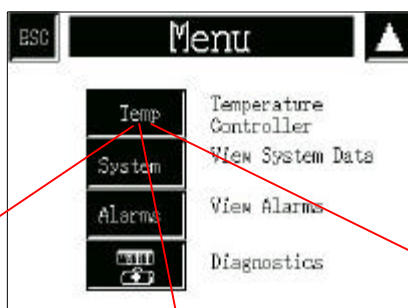 ESC Menu
Temp Temperature
Controller
System View System Data
Alarms View Alarms
Diagnostics